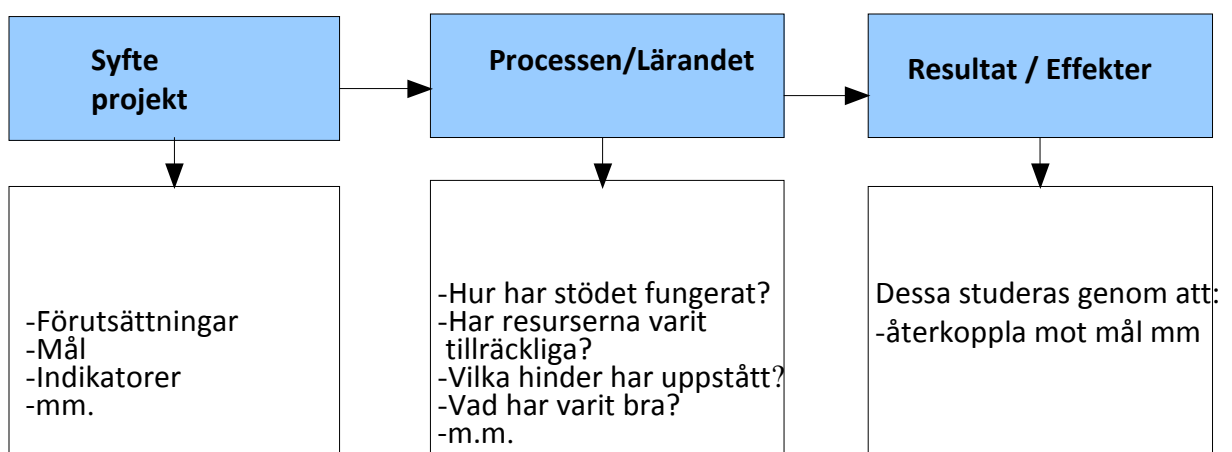 Syfte
projekt
Processen/Lärandet
Resultat / Effekter
-Förutsättningar
-Mål
-Indikatorer
-mm.
-Hur har stödet fungerat?
-Har resurserna varit
tillräckliga?
-Vilka hinder har uppstått?
-Vad har varit bra?
-m.m.
Dessa studeras genom att:
-återkoppla mot mål mm